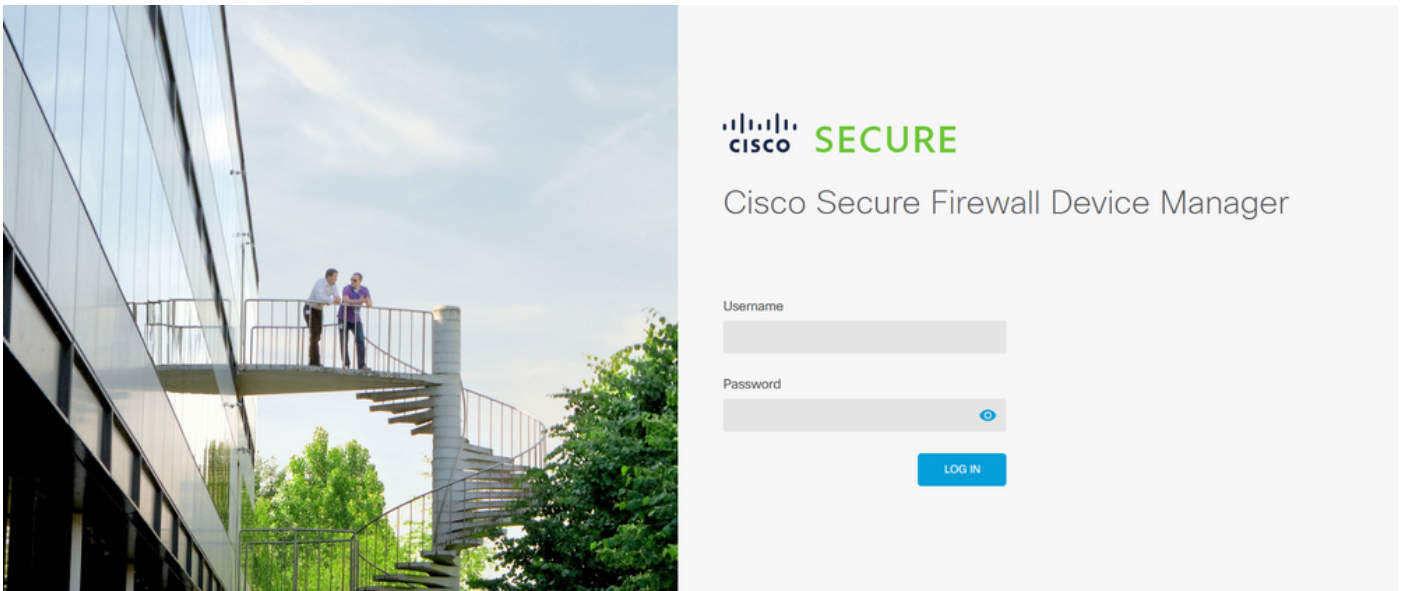 CISCO SECURE
Cisco Secure Firewall Device Manager
Username
Password
LOG IN